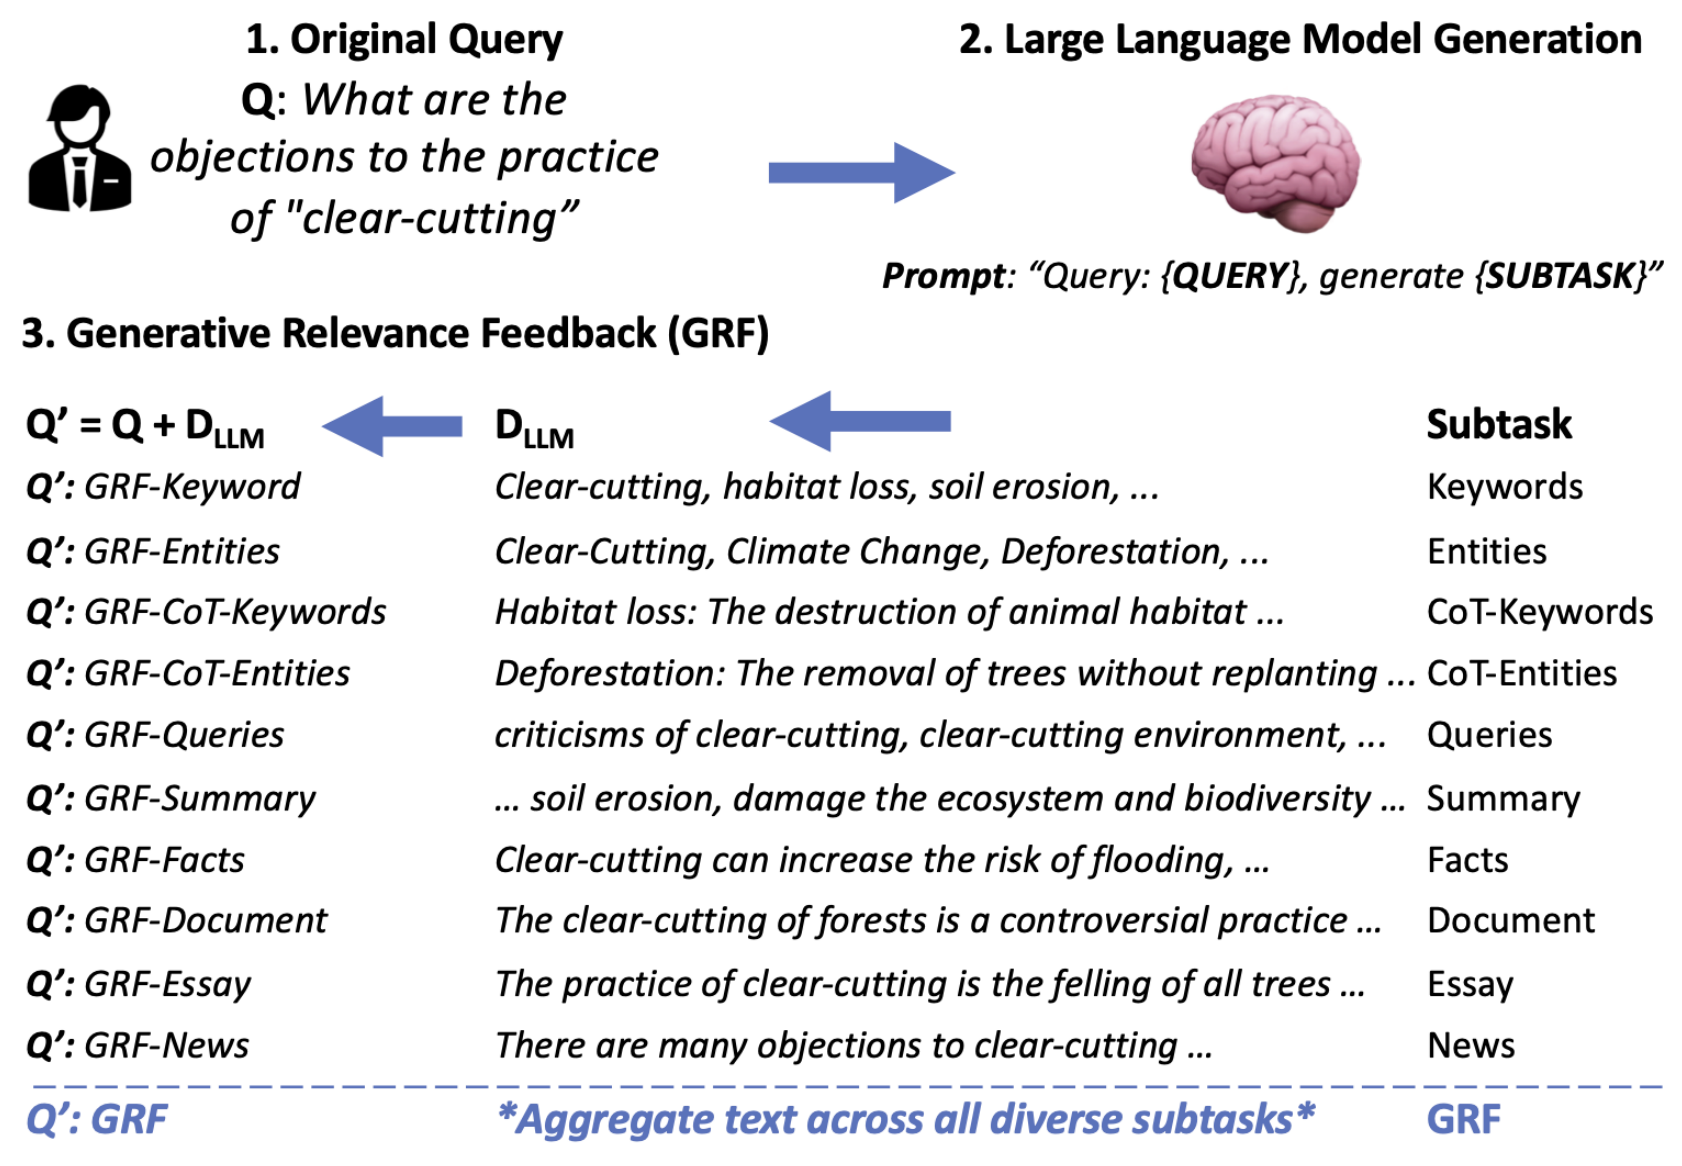 1. Original Query
Q: What are the
objections to the practice
of "clear-cutting”
2. Large Language Model Generation
Prompt: “Query: {QUERY}, generate {SUBTASK}”
3. Generative Relevance Feedback (GRF)
Q’ = Q + DLLM DLLM Subtask
Q’: GRF-Keyword Clear-cutting, habitat loss, soil erosion, ... Keywords
Q’: GRF-Entities Clear-Cutting, Climate Change, Deforestation, ... Entities
Q’: GRF-CoT-Keywords Habitat loss: The destruction of animal habitat ... CoT-Keywords
Q’: GRF-CoT-Entities Deforestation: The removal of trees without replanting ... CoT-Entities
Q’: GRF-Queries criticisms of clear-cutting, clear-cutting environment, ... Queries
Q’: GRF-Summary ... soil erosion, damage the ecosystem and biodiversity ... Summary
Q’: GRF-Facts Clear-cutting can increase the risk of flooding, ... Facts
Q’: GRF-Document The clear-cutting of forests is a controversial practice ... Document
Q’: GRF-Essay The practice of clear-cutting is the felling of all trees ... Essay
Q’: GRF-News There are many objections to clear-cutting ... News
Q’: GRF *Aggregate text across all diverse subtasks* GRF